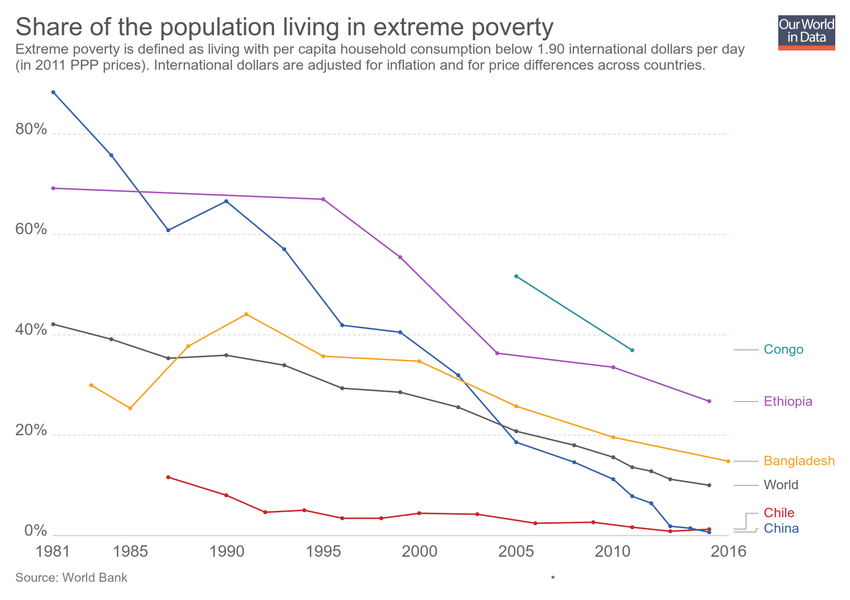 Share of the population living in extreme poverty
Our World
in Data
Extreme poverty is defined as living with per capita household consumption below 1.90 international dollars per day
(in 2011 PPP prices). International dollars are adjusted for inflation and for price differences across countries.
80%
60%
40%
20%
0%
Congo
Ethiopia
Bangladesh
World
Chile
China
1981 1985 1990 1995 2000 2005 2010 2016
Source: World Bank